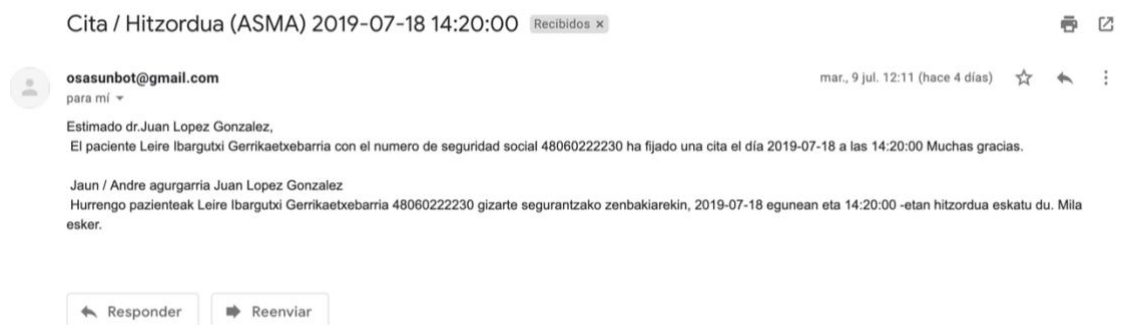 Cita / Hitzordua (ASMA) 2019-07-18 14:20:00 Recibidos ×
osasunbot@gmail.com mar., 9 jul. 12:11 (hace 4 días)
para mí
Estimado dr.Juan Lopez Gonzalez,
El paciente Leire Ibargutxi Gerrikaetxebarria con el numero de seguridad social 48060222230 ha fijado una cita el día 2019-07-18 a las 14:20:00 Muchas gracias.
Jaun / Andre agurgarria Juan Lopez Gonzalez
Hurrengo pazienteak Leire Ibargutxi Gerrikaetxebarria 48060222230 gizarte segurantzako zenbakiarekin, 2019-07-18 egunean eta 14:20:00 -etan hitzordua eskatu du. Mila
esker.
Responder Reenviar